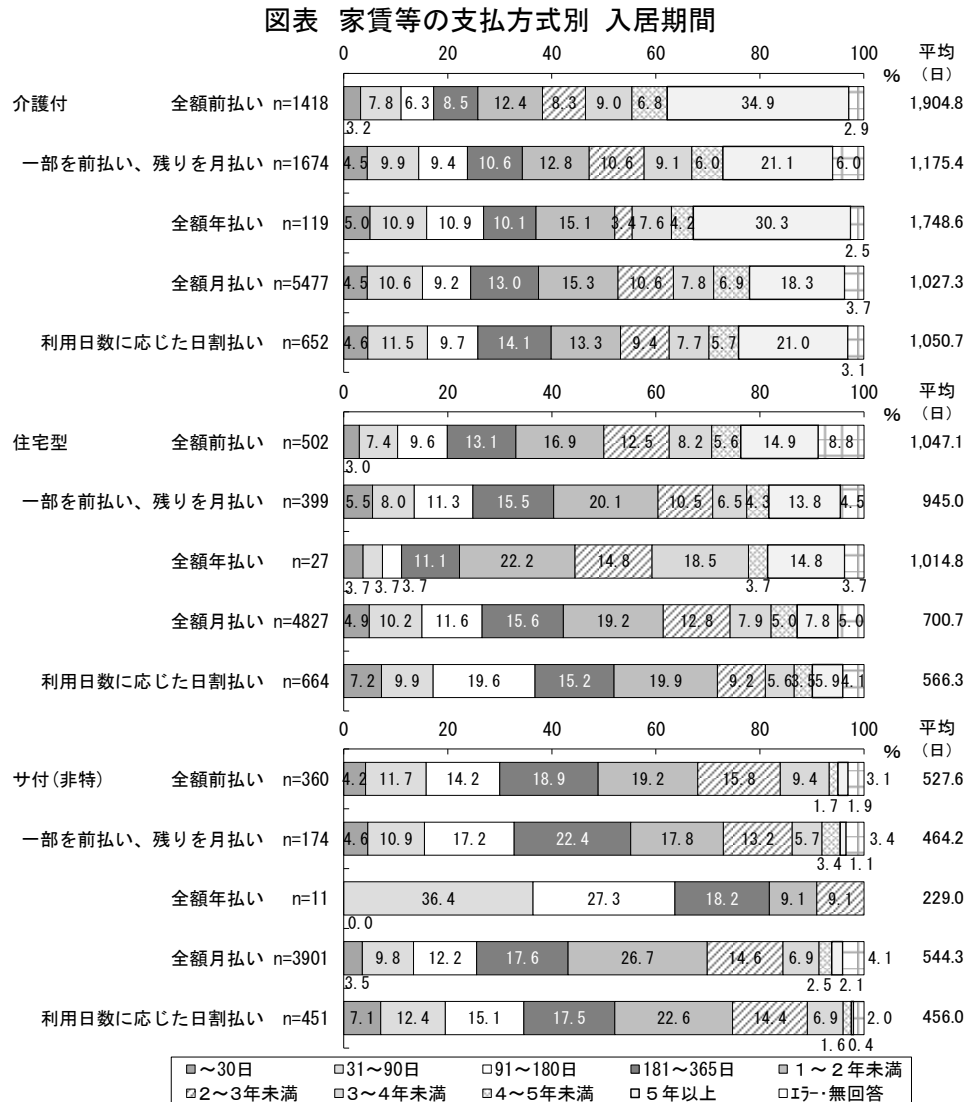 図表 家賃等の支払方式別 入居期間
0 20 40 60 80 100 平均
% (日)
介護付 全額前払い n=1418 7.8 6.3 8.5 12.4 8.3 9.0 6.8 34.9 1,904.8
3.2 2.9
一部を前払い、残りを月払い n=1674 4.5 9.9 9.4 10.6 12.8 10.6 9.1 6.0 21.1 6.0 1,175.4
全額年払い n=119 5.0 10.9 10.9 10.1 15.1 3.4 7.6 4.2 30.3 1,748.6
2.5
全額月払い n=5477 4.5 10.6 9.2 13.0 15.3 10.6 7.8 6.9 18.3 1,027.3
3.7
利用日数に応じた日割払い n=652 4.6 11.5 9.7 14.1 13.3 9.4 7.7 5.7 21.0 1,050.7
3.1
0 20 40 60 80 100 平均
% (日)
住宅型 全額前払い n=502 7.4 9.6 13.1 16.9 12.5 8.2 5.6 14.9 8.8 1,047.1
3.0
一部を前払い、残りを月払い n=399 5.5 8.0 11.3 15.5 20.1 10.5 6.5 4.3 13.8 4.5 945.0
全額年払い n=27 11.1 22.2 14.8 18.5 14.8 1,014.8
3.7 3.7 3.7 3.7 3.7
全額月払い n=4827 4.9 10.2 11.6 15.6 19.2 12.8 7.9 5.0 7.8 5.0 700.7
利用日数に応じた日割払い n=664 7.2 9.9 19.6 15.2 19.9 9.2 5.6 3.5 5.9 4.1 566.3
0 20 40 60 80 100 平均
% (日)
サ付(非特) 全額前払い n=360 4.2 11.7 14.2 18.9 19.2 15.8 9.4 3.1 527.6
1.7 1.9
一部を前払い、残りを月払い n=174 4.6 10.9 17.2 22.4 17.8 13.2 5.7 3.4 464.2
3.4 1.1
全額年払い n=11 36.4 27.3 18.2 9.1 9.1 229.0
0.0
全額月払い n=3901 9.8 12.2 17.6 26.7 14.6 6.9 4.1 544.3
3.5 2.5 2.1
利用日数に応じた日割払い n=451 7.1 12.4 15.1 17.5 22.6 14.4 6.9 2.0 456.0
1.6 0.4
～30日 31～90日 91～180日 181～365日 1～2年未満
2～3年未満 3～4年未満 4～5年未満 5年以上 ｴﾗｰ･無回答